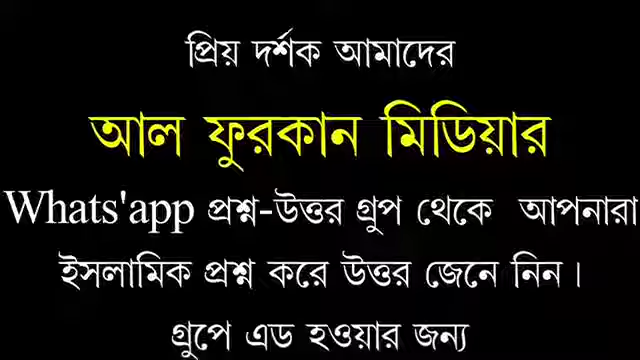 প্রিয় দর্শক আমাদের
আল ফুরকান মিডিয়ার
Whats'app প্রশ্ন-উত্তর গ্রুপ থেকে আপনারা
ইসলামিক প্রশ্ন করে উত্তর জেনে নিন।
গ্রুপে এড হওয়ার জন্য